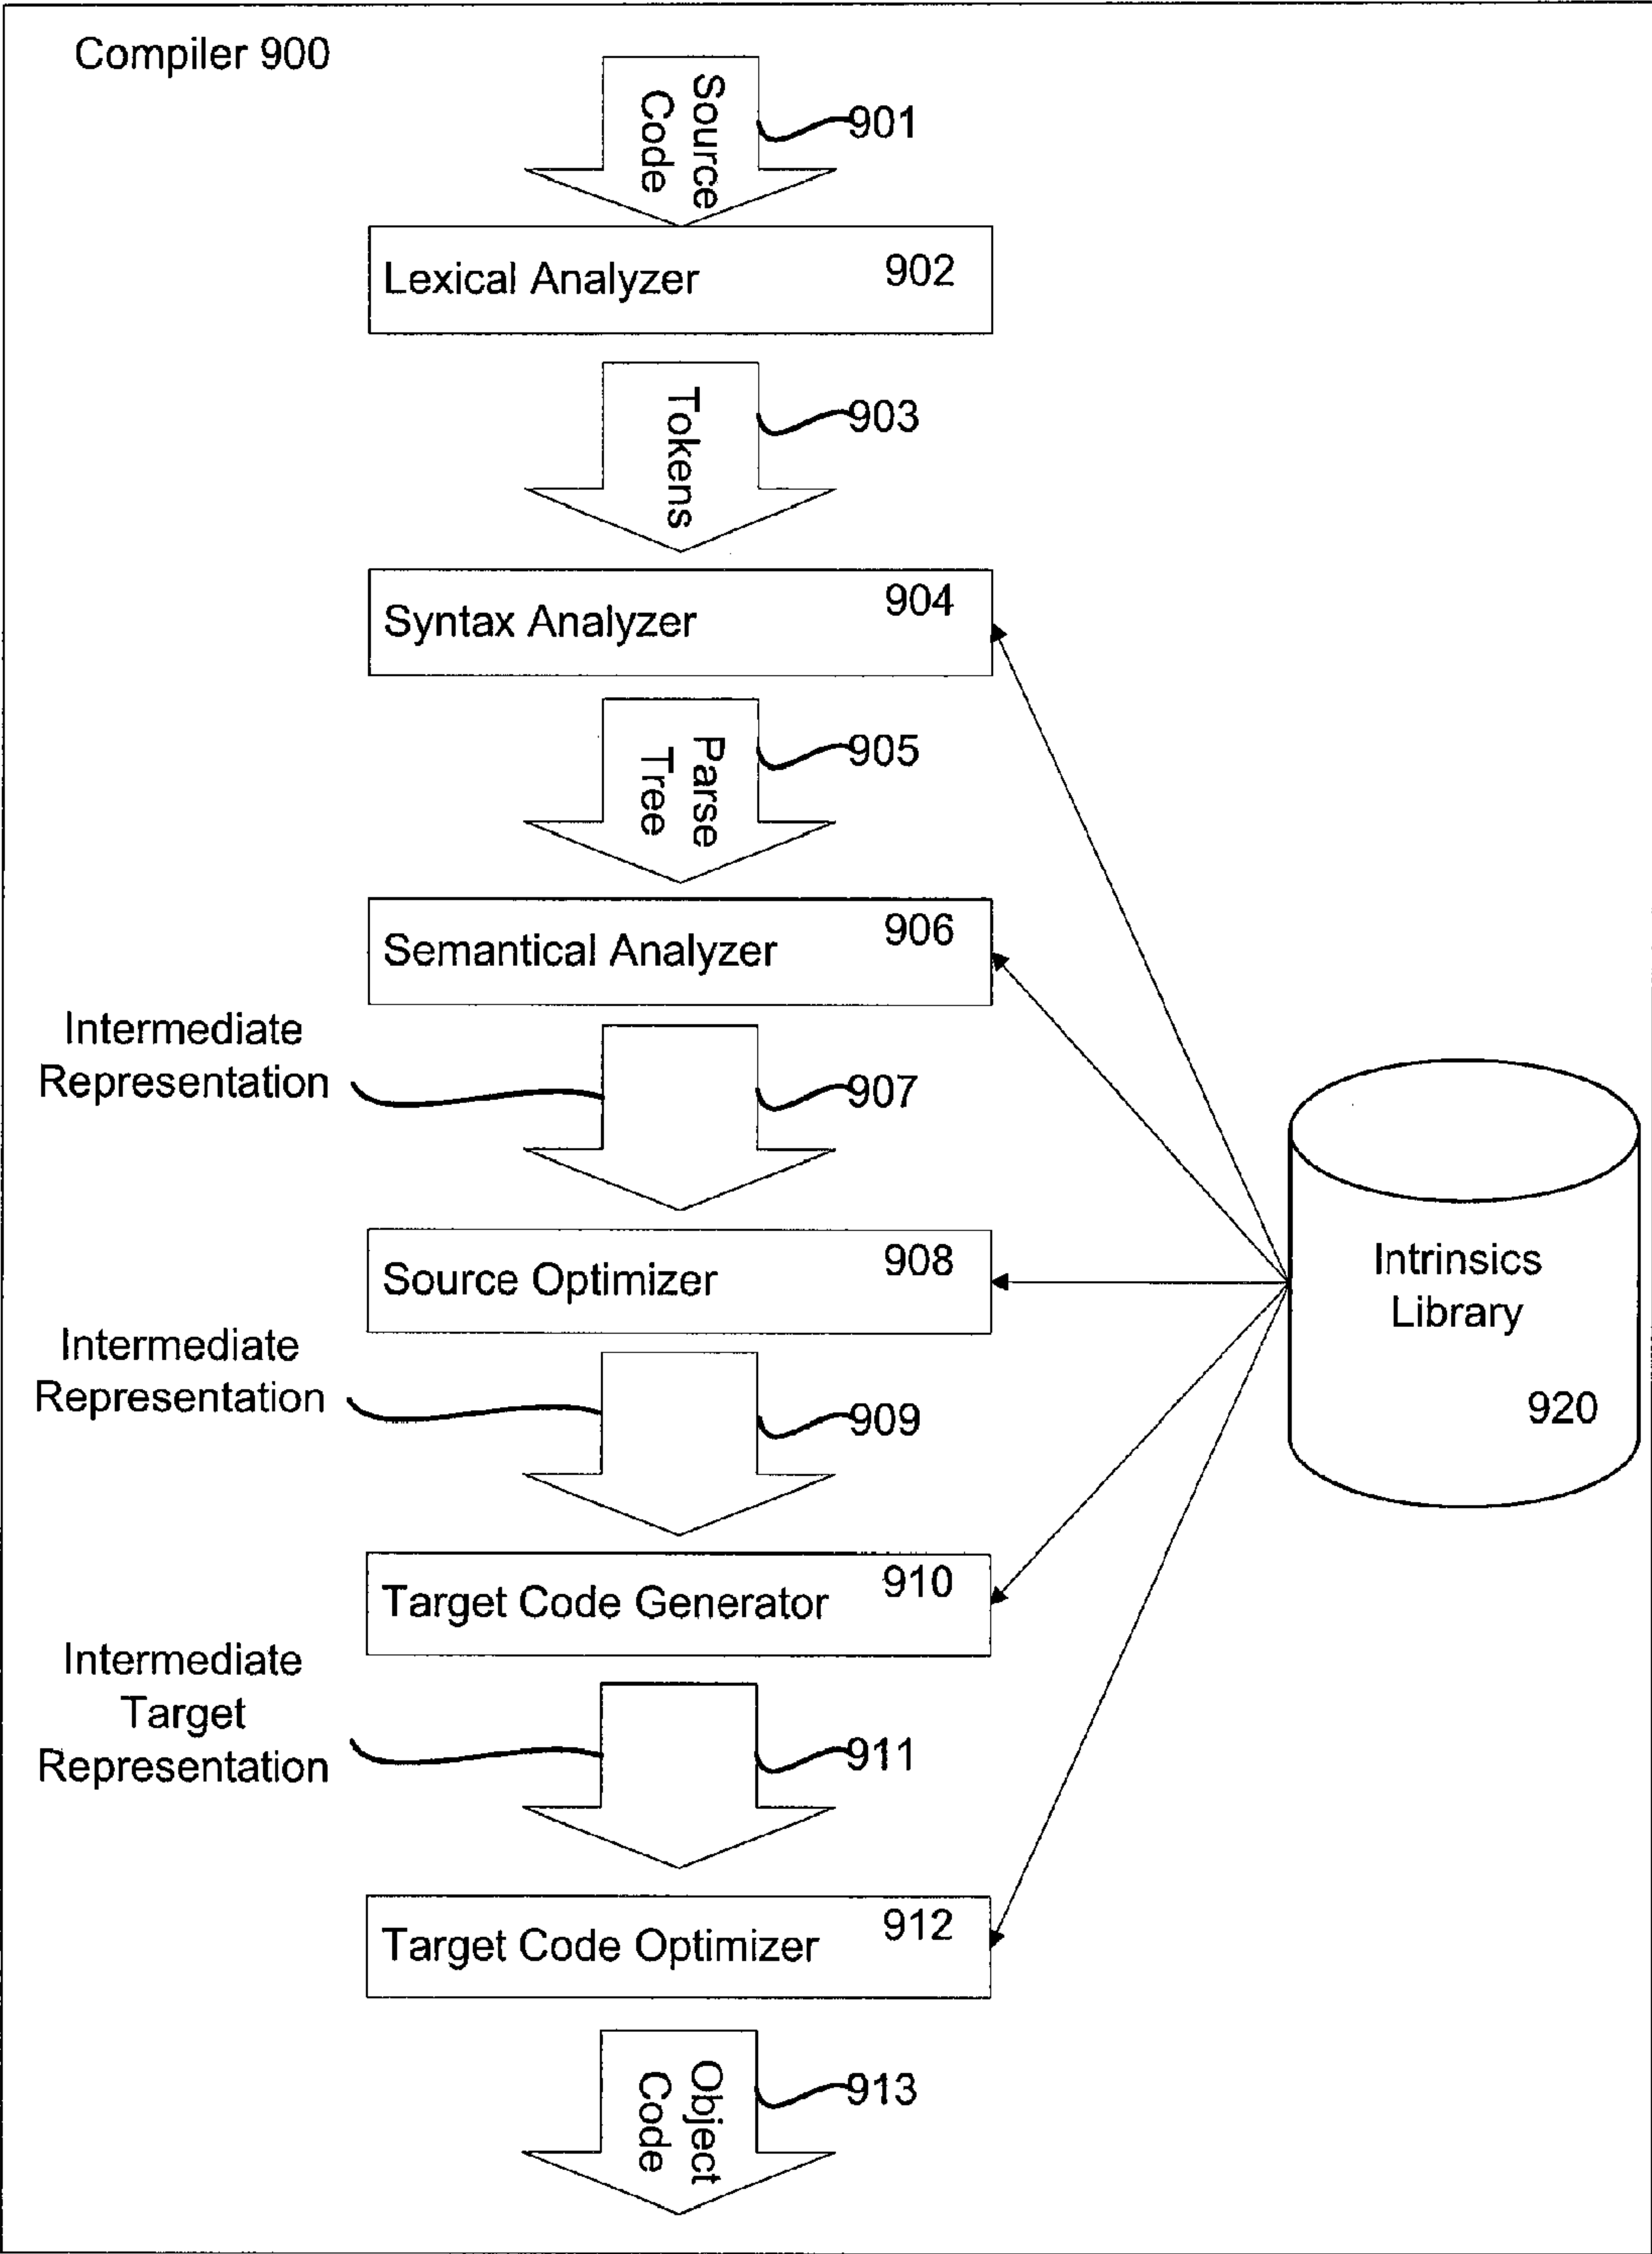 Compiler 900
Source
Code
901
Lexical Analyzer
902
Tokens
903
Syntax Analyzer
904
Parse
Tree
905
Semantical Analyzer
906
Intermediate
Representation
907
Source Optimizer
908
Intermediate
Representation
909
Target Code Generator
910
Intermediate
Target
Representation
911
Target Code Optimizer
912
Object
Code
913
Intrinsics
Library
920